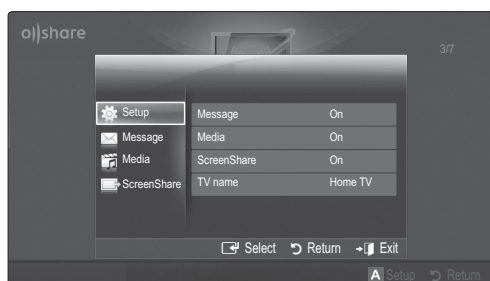 o))share
3/7
Setup
Message
Media
ScreenShare
Message On
Media On
ScreenShare On
TV name Home TV
Select Return Exit
A Setup Return